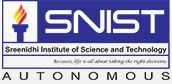 SNIST
Sreenidhi Institute of Science and Technology
Because, life is all about taking the right decisions
AUTONOMOUS